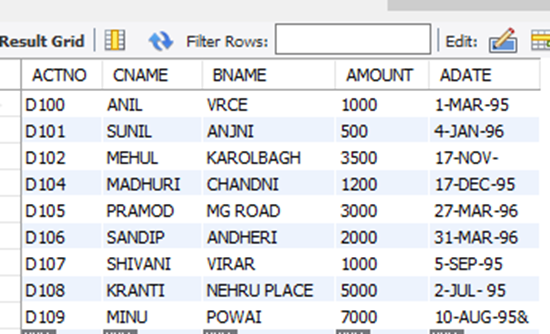 Result Grid Filter Rows: Edit:
ACTNO CNAME BNAME AMOUNT ADATE
D100 ANIL VRCE 1000 1-MAR-95
D101 SUNIL ANJNI 500 4-JAN-96
D102 MEHUL KAROLBAGH 3500 17-NOV-
D104 MADHURI CHANDNI 1200 17-DEC-95
D105 PRAMOD MG ROAD 3000 27-MAR-96
D106 SANDIP ANDHERI 2000 31-MAR-96
D107 SHIVANI VIRAR 1000 5-SEP-95
D108 KRANTI NEHRU PLACE 5000 2-JUL- 95
D109 MINU POWAI 7000 10-AUG-95&